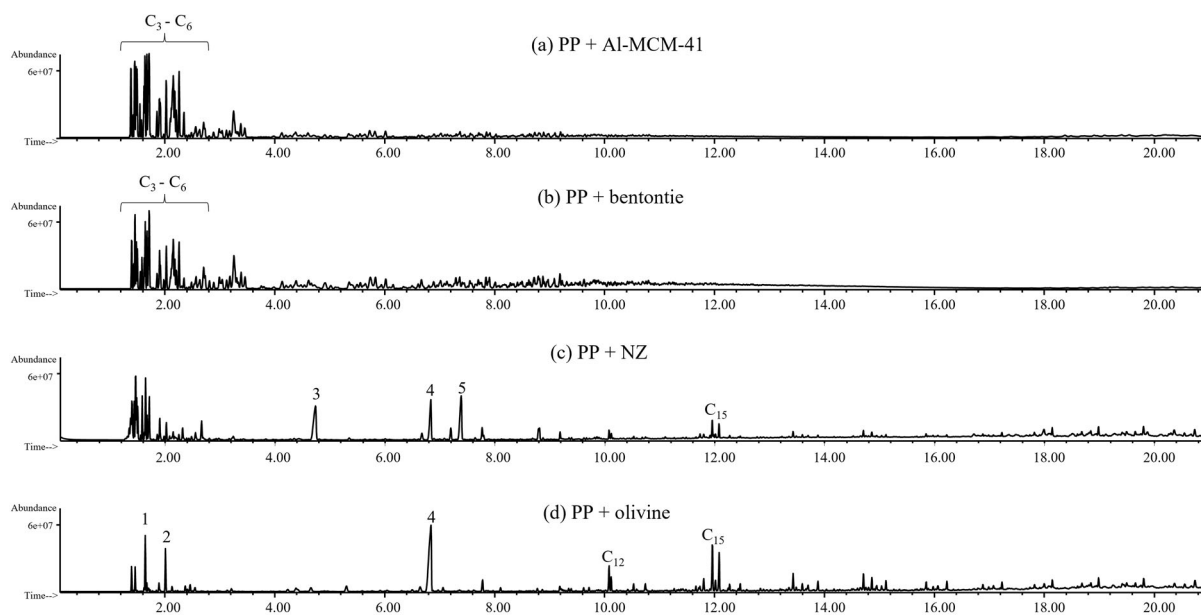 C3 - C6
Abundance
(a) PP + Al-MCM-41
6e+07
Time-->
2.00 4.00 6.00 8.00 10.00 12.00 14.00 16.00 18.00 20.00
C3 - C6
Abundance
(b) PP + bentontie
6e+07
Time-->
2.00 4.00 6.00 8.00 10.00 12.00 14.00 16.00 18.00 20.00
Abundance
(c) PP + NZ
6e+07
3 4 5
C15
Time-->
2.00 4.00 6.00 8.00 10.00 12.00 14.00 16.00 18.00 20.00
Abundance
(d) PP + olivine
6e+07
1 2 4
C12 C15
Time-->
2.00 4.00 6.00 8.00 10.00 12.00 14.00 16.00 18.00 20.00